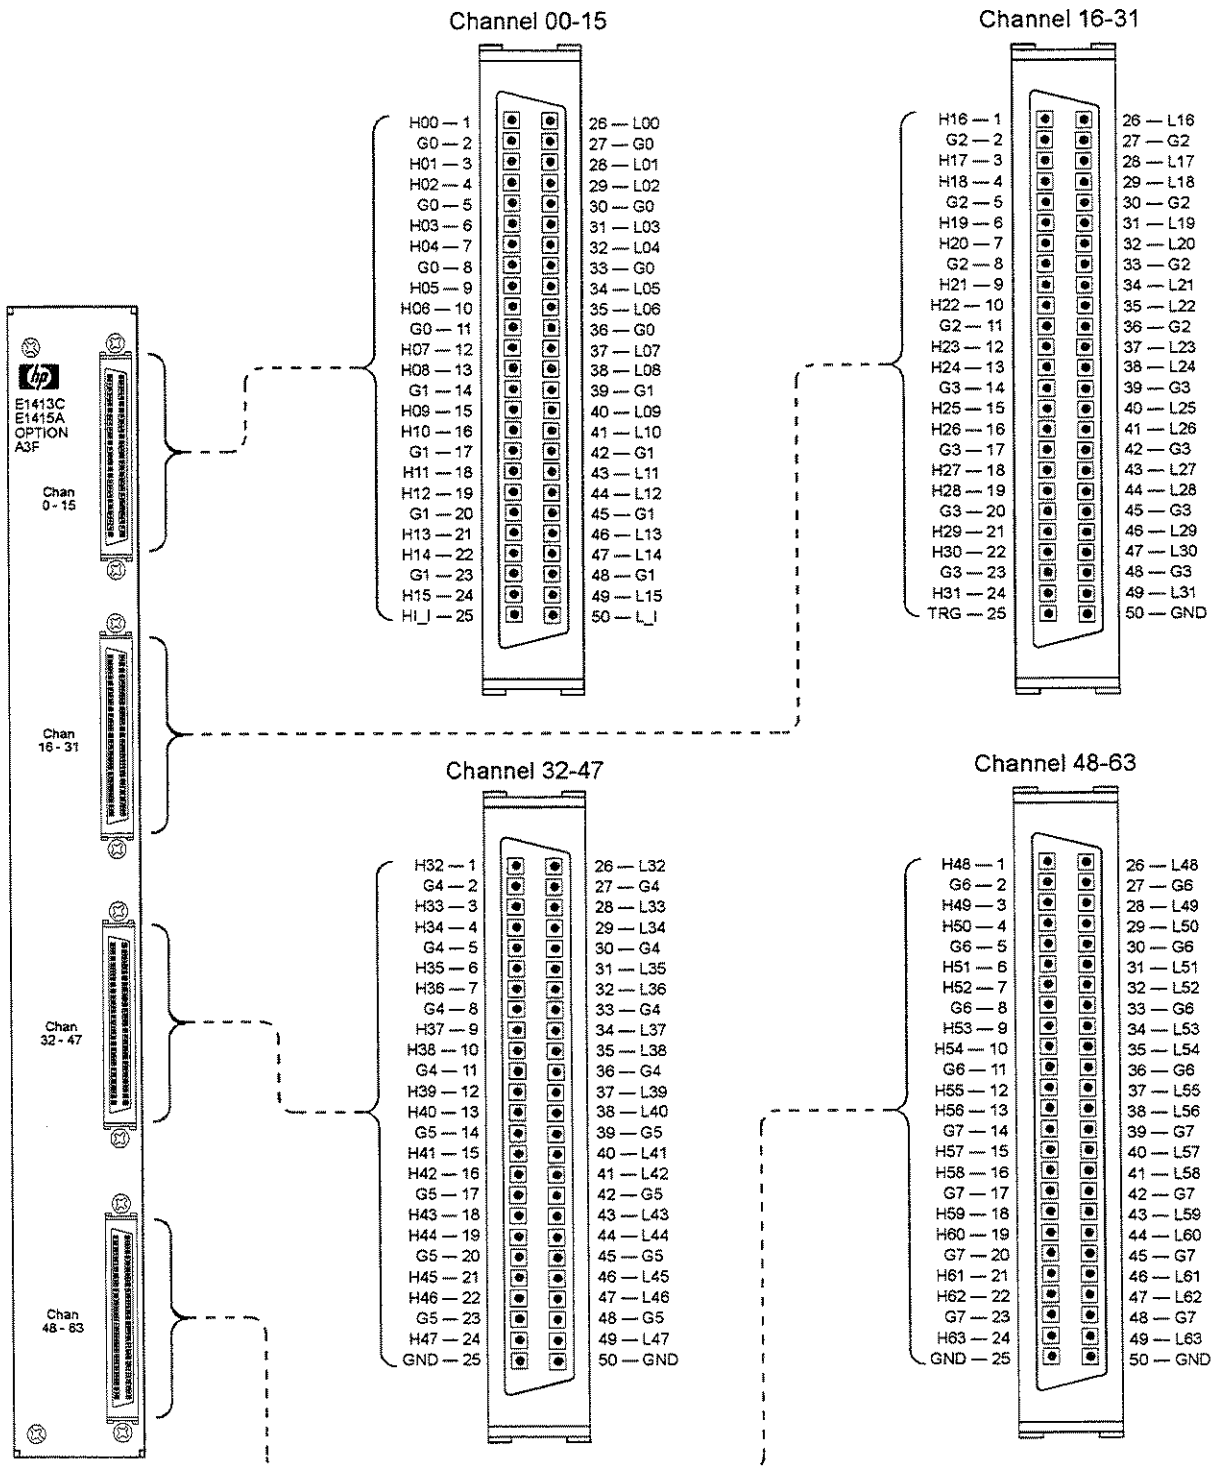 Channel 00-15
H00 — 1 26 — L00
G0 — 2 27 — G0
H01 — 3 28 — L01
H02 — 4 29 — L02
G0 — 5 30 — G0
H03 — 6 31 — L03
H04 — 7 32 — L04
G0 — 8 33 — G0
H05 — 9 34 — L05
H06 — 10 35 — L06
G0 — 11 36 — G0
H07 — 12 37 — L07
H08 — 13 38 — L08
G1 — 14 39 — G1
H09 — 15 40 — L09
H10 — 16 41 — L10
G1 — 17 42 — G1
H11 — 18 43 — L11
H12 — 19 44 — L12
G1 — 20 45 — G1
H13 — 21 46 — L13
H14 — 22 47 — L14
G1 — 23 48 — G1
H15 — 24 49 — L15
HI_I — 25 50 — L_I
Channel 16-31
H16 — 1 26 — L16
G2 — 2 27 — G2
H17 — 3 28 — L17
H18 — 4 29 — L18
G2 — 5 30 — G2
H19 — 6 31 — L19
H20 — 7 32 — L20
G2 — 8 33 — G2
H21 — 9 34 — L21
H22 — 10 35 — L22
G2 — 11 36 — G2
H23 — 12 37 — L23
H24 — 13 38 — L24
G3 — 14 39 — G3
H25 — 15 40 — L25
H26 — 16 41 — L26
G3 — 17 42 — G3
H27 — 18 43 — L27
H28 — 19 44 — L28
G3 — 20 45 — G3
H29 — 21 46 — L29
H30 — 22 47 — L30
G3 — 23 48 — G3
H31 — 24 49 — L31
TRG — 25 50 — GND
hp
E1413C
E1415A
OPTION
A3F
Chan
0 - 15
Chan
16 - 31
Chan
32 - 47
Chan
48 - 63
Channel 32-47
H32 — 1 26 — L32
G4 — 2 27 — G4
H33 — 3 28 — L33
H34 — 4 29 — L34
G4 — 5 30 — G4
H35 — 6 31 — L35
H36 — 7 32 — L36
G4 — 8 33 — G4
H37 — 9 34 — L37
H38 — 10 35 — L38
G4 — 11 36 — G4
H39 — 12 37 — L39
H40 — 13 38 — L40
G5 — 14 39 — G5
H41 — 15 40 — L41
H42 — 16 41 — L42
G5 — 17 42 — G5
H43 — 18 43 — L43
H44 — 19 44 — L44
G5 — 20 45 — G5
H45 — 21 46 — L45
H46 — 22 47 — L46
G5 — 23 48 — G5
H47 — 24 49 — L47
GND — 25 50 — GND
Channel 48-63
H48 — 1 26 — L48
G6 — 2 27 — G6
H49 — 3 28 — L49
H50 — 4 29 — L50
G6 — 5 30 — G6
H51 — 6 31 — L51
H52 — 7 32 — L52
G6 — 8 33 — G6
H53 — 9 34 — L53
H54 — 10 35 — L54
G6 — 11 36 — G6
H55 — 12 37 — L55
H56 — 13 38 — L56
G7 — 14 39 — G7
H57 — 15 40 — L57
H58 — 16 41 — L58
G7 — 17 42 — G7
H59 — 18 43 — L59
H60 — 19 44 — L60
G7 — 20 45 — G7
H61 — 21 46 — L61
H62 — 22 47 — L62
G7 — 23 48 — G7
H63 — 24 49 — L63
GND — 25 50 — GND